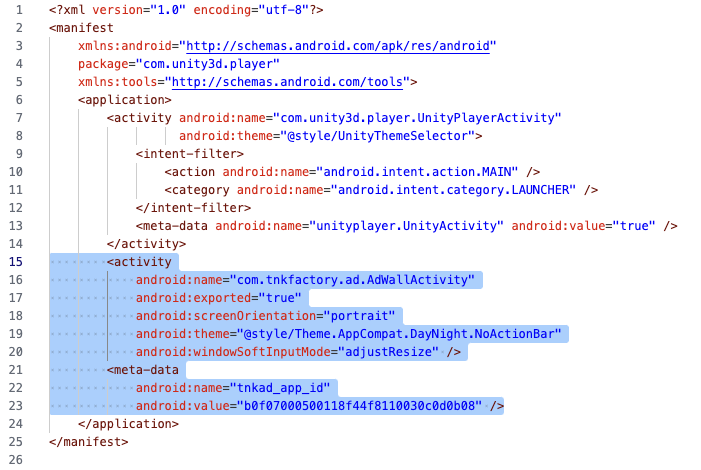 1 <?xml version="1.0" encoding="utf-8"?>
2 <manifest
3 xmlns:android="http://schemas.android.com/apk/res/android"
4 package="com.unity3d.player"
5 xmlns:tools="http://schemas.android.com/tools">
6 <application>
7 <activity android:name="com.unity3d.player.UnityPlayerActivity"
8 android:theme="@style/UnityThemeSelector">
9 <intent-filter>
10 <action android:name="android.intent.action.MAIN" />
11 <category android:name="android.intent.category.LAUNCHER" />
12 </intent-filter>
13 <meta-data android:name="unityplayer.UnityActivity" android:value="true" />
14 </activity>
15 <activity
16 android:name="com.tnkfactory.ad.AdWallActivity"
17 android:exported="true"
18 android:screenOrientation="portrait"
19 android:theme="@style/Theme.AppCompat.DayNight.NoActionBar"
20 android:windowSoftInputMode="adjustResize" />
21 <meta-data
22 android:name="tnkad_app_id"
23 android:value="b0f07000500118f44f8110030c0d0b08" />
24 </application>
25 </manifest>
26